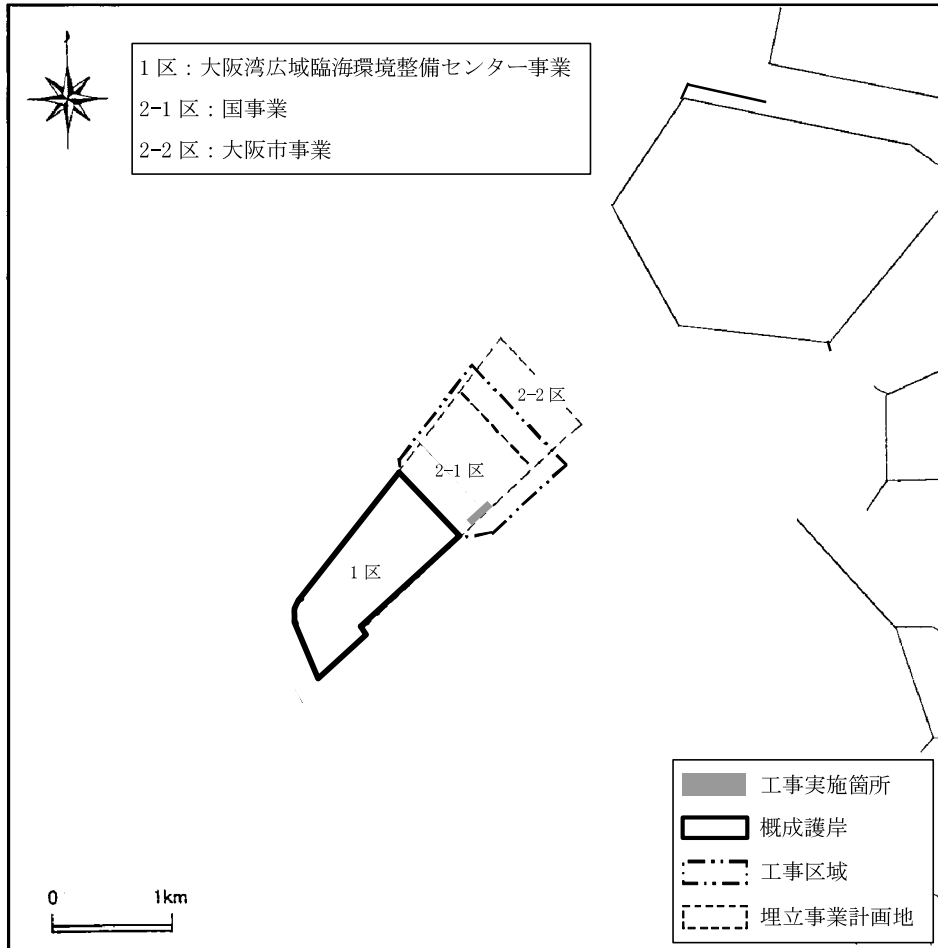 1 区：大阪湾広域臨海環境整備センター事業
2-1 区：国事業
2-2 区：大阪市事業
2-2 区
2-1 区
1 区
工事実施箇所
概成護岸
工事区域
埋立事業計画地
0 1km